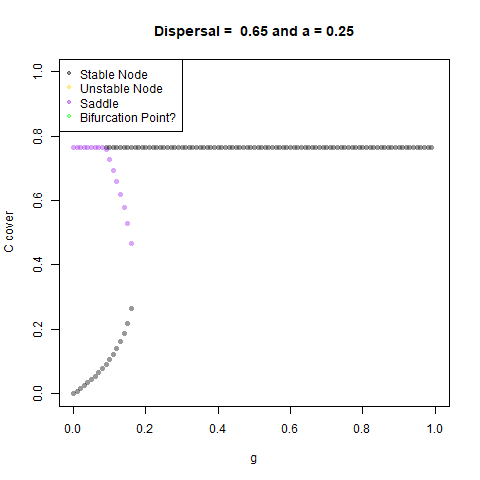 Dispersal =  0.65 and a = 0.25
Stable Node
Unstable Node
Saddle
Bifurcation Point?
C cover
1.0
0.8
0.6
0.4
0.2
0.0
0.0 0.2 0.4 0.6 0.8 1.0
g